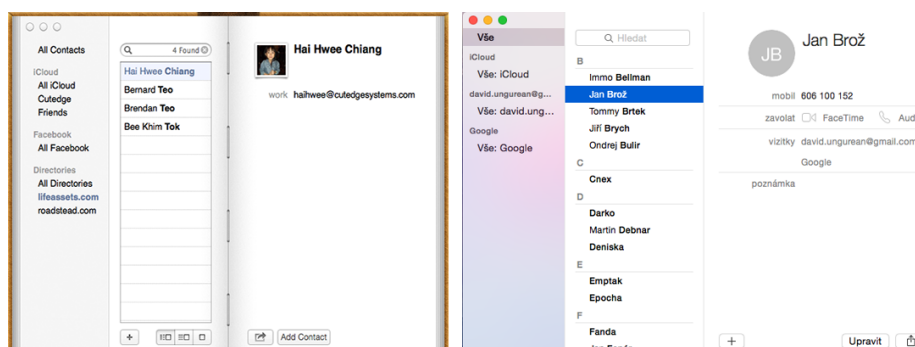 All Contacts
iCloud
All iCloud
Cutedge
Friends
Facebook
All Facebook
Directories
All Directories
lifeassets.com
roadstead.com
4 Found
Hai Hwee Chiang
Bernard Teo
Brendan Teo
Bee Khim Tok
Hai Hwee Chiang
work haihwee@cutedgesystems.com
Add Contact
Vše
iCloud
Vše: iCloud
david.ungurean@g...
Vše: david.ung...
Google
Vše: Google
Hledat
B
Immo Bellman
Jan Brož
Tommy Brtek
Jiří Brych
Ondrej Bulir
C
Cnex
D
Darko
Martin Debnar
Deniska
E
Emptak
Epocha
F
Fanda
JB
Jan Brož
mobil 606 100 152
zavolat FaceTime Aud
vizitky david.ungurean@gmail.com
Google
poznámka
Upravit